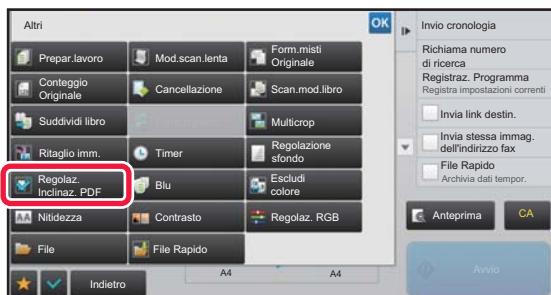 Altri
OK
Prepar.lavoro
Mod.scan.lenta
Form.misti
Originale
Conteggio
Originale
Cancellazione
Scan.mod.libro
Suddividi libro
Multicrop
Ritaglio imm.
Timer
Regolazione
sfondo
Regolaz.
Inclinaz. PDF
Blu
Escludi
colore
Nitidezza
Contrasto
Regolaz. RGB
File
File Rapido
Indietro
A4
A4
Invio cronologia
Richiama numero
di ricerca
Registraz. Programma
Registra impostazioni correnti
Invia link destin.
Invia stessa immag.
dell'indirizzo fax
File Rapido
Archivia dati tempor.
Anteprima
CA
Avvio